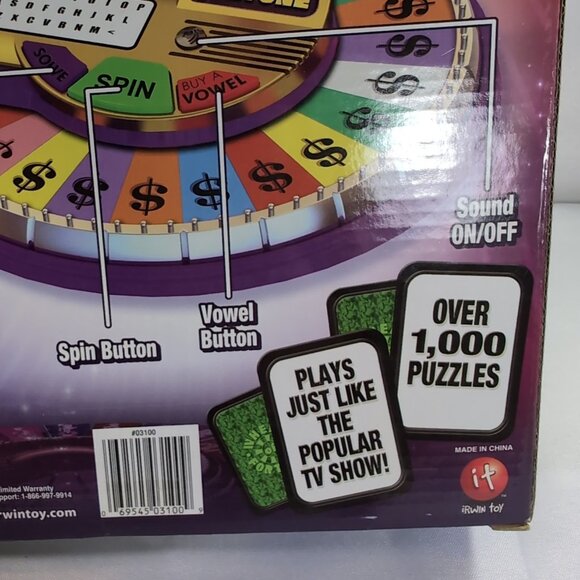 S D F G H J K L
X C V B N M <
SOLVE
SPIN
BUY A
VOWEL
$ $ $ $ $ $ $ $ $ $ $
Sound
ON/OFF
Vowel
Button
Spin Button
OVER
1,000
PUZZLES
PLAYS
JUST LIKE
THE
POPULAR
TV SHOW!
#03100
0 69545 03100 9
MADE IN CHINA
it
iRWiN toy
Limited Warranty
Support: 1-866-997-9914
rwintoy.com